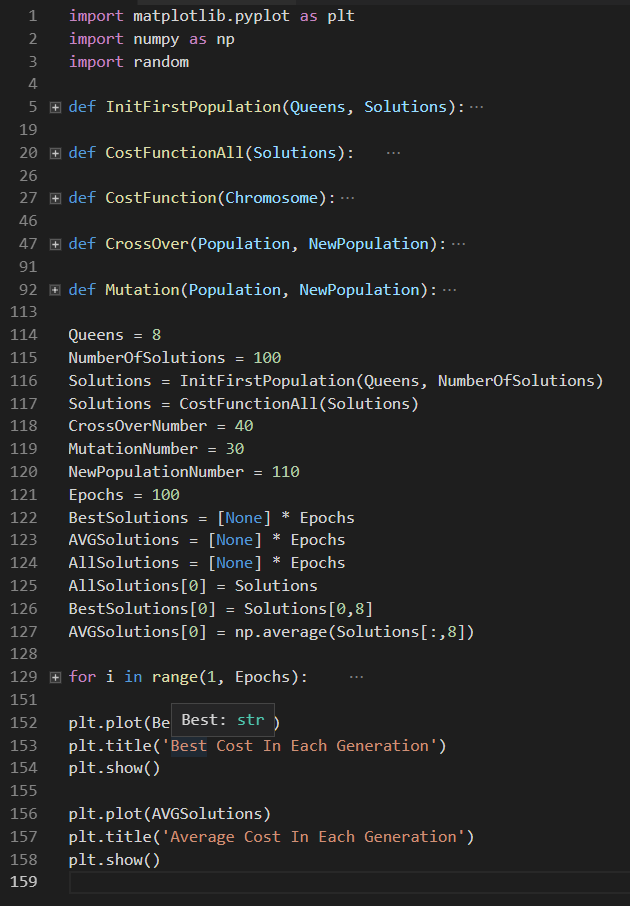 1 import matplotlib.pyplot as plt
2 import numpy as np
3 import random
4
5 def InitFirstPopulation(Queens, Solutions):···
19
20 def CostFunctionAll(Solutions): ···
26
27 def CostFunction(Chromosome):···
46
47 def CrossOver(Population, NewPopulation):···
91
92 def Mutation(Population, NewPopulation):···
113
114 Queens = 8
115 NumberOfSolutions = 100
116 Solutions = InitFirstPopulation(Queens, NumberOfSolutions)
117 Solutions = CostFunctionAll(Solutions)
118 CrossOverNumber = 40
119 MutationNumber = 30
120 NewPopulationNumber = 110
121 Epochs = 100
122 BestSolutions = [None] * Epochs
123 AVGSolutions = [None] * Epochs
124 AllSolutions = [None] * Epochs
125 AllSolutions[0] = Solutions
126 BestSolutions[0] = Solutions[0,8]
127 AVGSolutions[0] = np.average(Solutions[:,8])
128
129 for i in range(1, Epochs): ···
151
152 plt.plot(Be Best: str )
153 plt.title('Best Cost In Each Generation')
154 plt.show()
155
156 plt.plot(AVGSolutions)
157 plt.title('Average Cost In Each Generation')
158 plt.show()
159